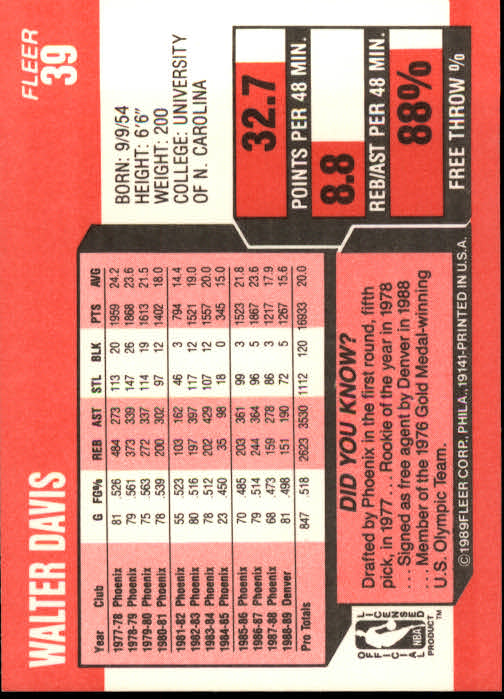 WALTER DAVIS
FLEER
39
BORN: 9/9/54
HEIGHT: 6'6"
WEIGHT: 200
COLLEGE: UNIVERSITY
OF N. CAROLINA
Year Club G FG% REB AST STL BLK PTS AVG
1977-78 Phoenix 81 .526 484 273 113 20 1959 24.2
1978-79 Phoenix 79 .561 373 339 147 26 1868 23.6
1979-80 Phoenix 75 .563 272 337 114 19 1613 21.5
1980-81 Phoenix 78 .539 200 302 97 12 1402 18.0
1981-82 Phoenix 55 .523 103 162 46 3 794 14.4
1982-83 Phoenix 80 .516 197 397 117 12 1521 19.0
1983-84 Phoenix 78 .512 202 429 107 12 1557 20.0
1984-85 Phoenix 23 .450 35 98 18 0 345 15.0
1985-86 Phoenix 70 .485 203 361 99 3 1523 21.8
1986-87 Phoenix 79 .514 244 364 96 5 1867 23.6
1987-88 Phoenix 68 .473 159 278 86 3 1217 17.9
1988-89 Denver 81 .498 151 190 72 5 1267 15.6
Pro Totals 847 .518 2623 3530 1112 120 16933 20.0
32.7
POINTS PER 48 MIN.
8.8
REB/AST PER 48 MIN.
88%
FREE THROW %
DID YOU KNOW?
Drafted by Phoenix in the first round, fifth
pick, in 1977 . . . Rookie of the year in 1978
. . . Signed as free agent by Denver in 1988
. . . Member of the 1976 Gold Medal-winning
U.S. Olympic Team.
OFFICIAL
LICENSED
NBA
PRODUCT™
©1989 FLEER CORP., PHILA., 19141-PRINTED IN U.S.A.